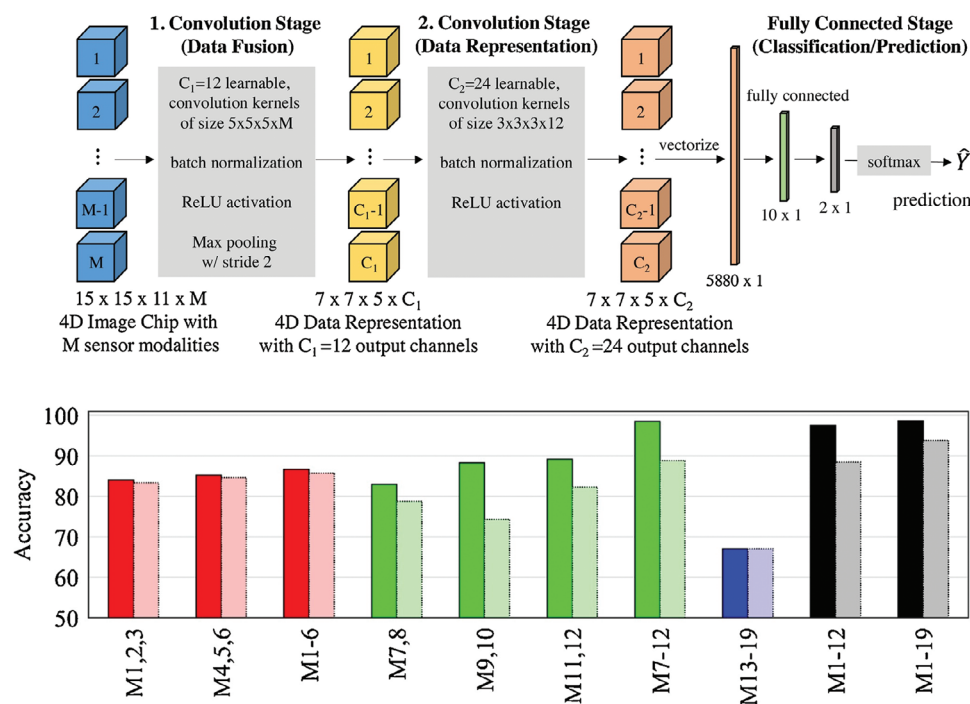 1. Convolution Stage
(Data Fusion)
2. Convolution Stage
(Data Representation)
Fully Connected Stage
(Classification/Prediction)
1
2
⋮
M-1
M
C₁=12 learnable,
convolution kernels
of size 5x5x5xM
batch normalization
ReLU activation
Max pooling
w/ stride 2
1
2
⋮
C₁-1
C₁
C₂=24 learnable,
convolution kernels
of size 3x3x3x12
batch normalization
ReLU activation
1
2
⋮
C₂-1
C₂
vectorize
fully connected
softmax
Ŷ
prediction
10 x 1
2 x 1
5880 x 1
15 x 15 x 11 x M
4D Image Chip with
M sensor modalities
7 x 7 x 5 x C₁
4D Data Representation
with C₁=12 output channels
7 x 7 x 5 x C₂
4D Data Representation
with C₂=24 output channels
Accuracy
100
90
80
70
60
50
M1,2,3
M4,5,6
M1-6
M7,8
M9,10
M11,12
M7-12
M13-19
M1-12
M1-19